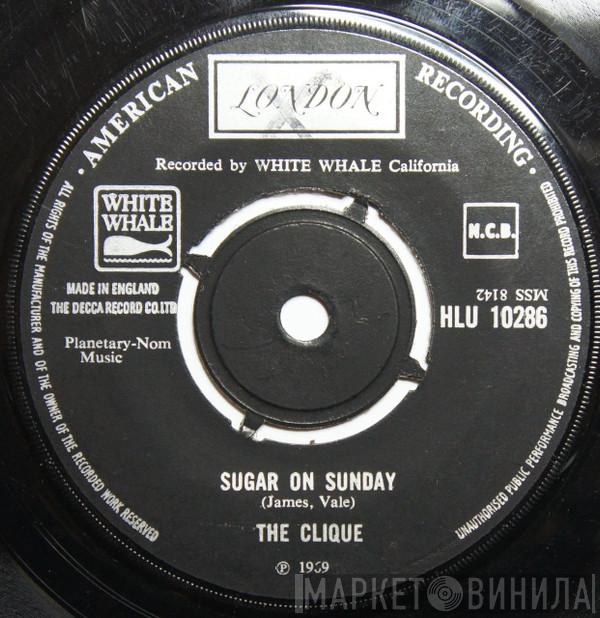 · AMERICAN RECORDING ·
LONDON
Recorded by WHITE WHALE California
WHITE
WHALE
N.C.B.
MADE IN ENGLAND
THE DECCA RECORD CO. LTD
Planetary-Nom
Music
MSS 8142
HLU 10286
SUGAR ON SUNDAY
(James, Vale)
THE CLIQUE
℗ 1969
ALL RIGHTS OF THE MANUFACTURER AND OF THE OWNER OF THE RECORDED WORK RESERVED
UNAUTHORISED PUBLIC PERFORMANCE BROADCASTING AND COPYING OF THIS RECORD PROHIBITED
МАРКЕТ ВИНИЛА